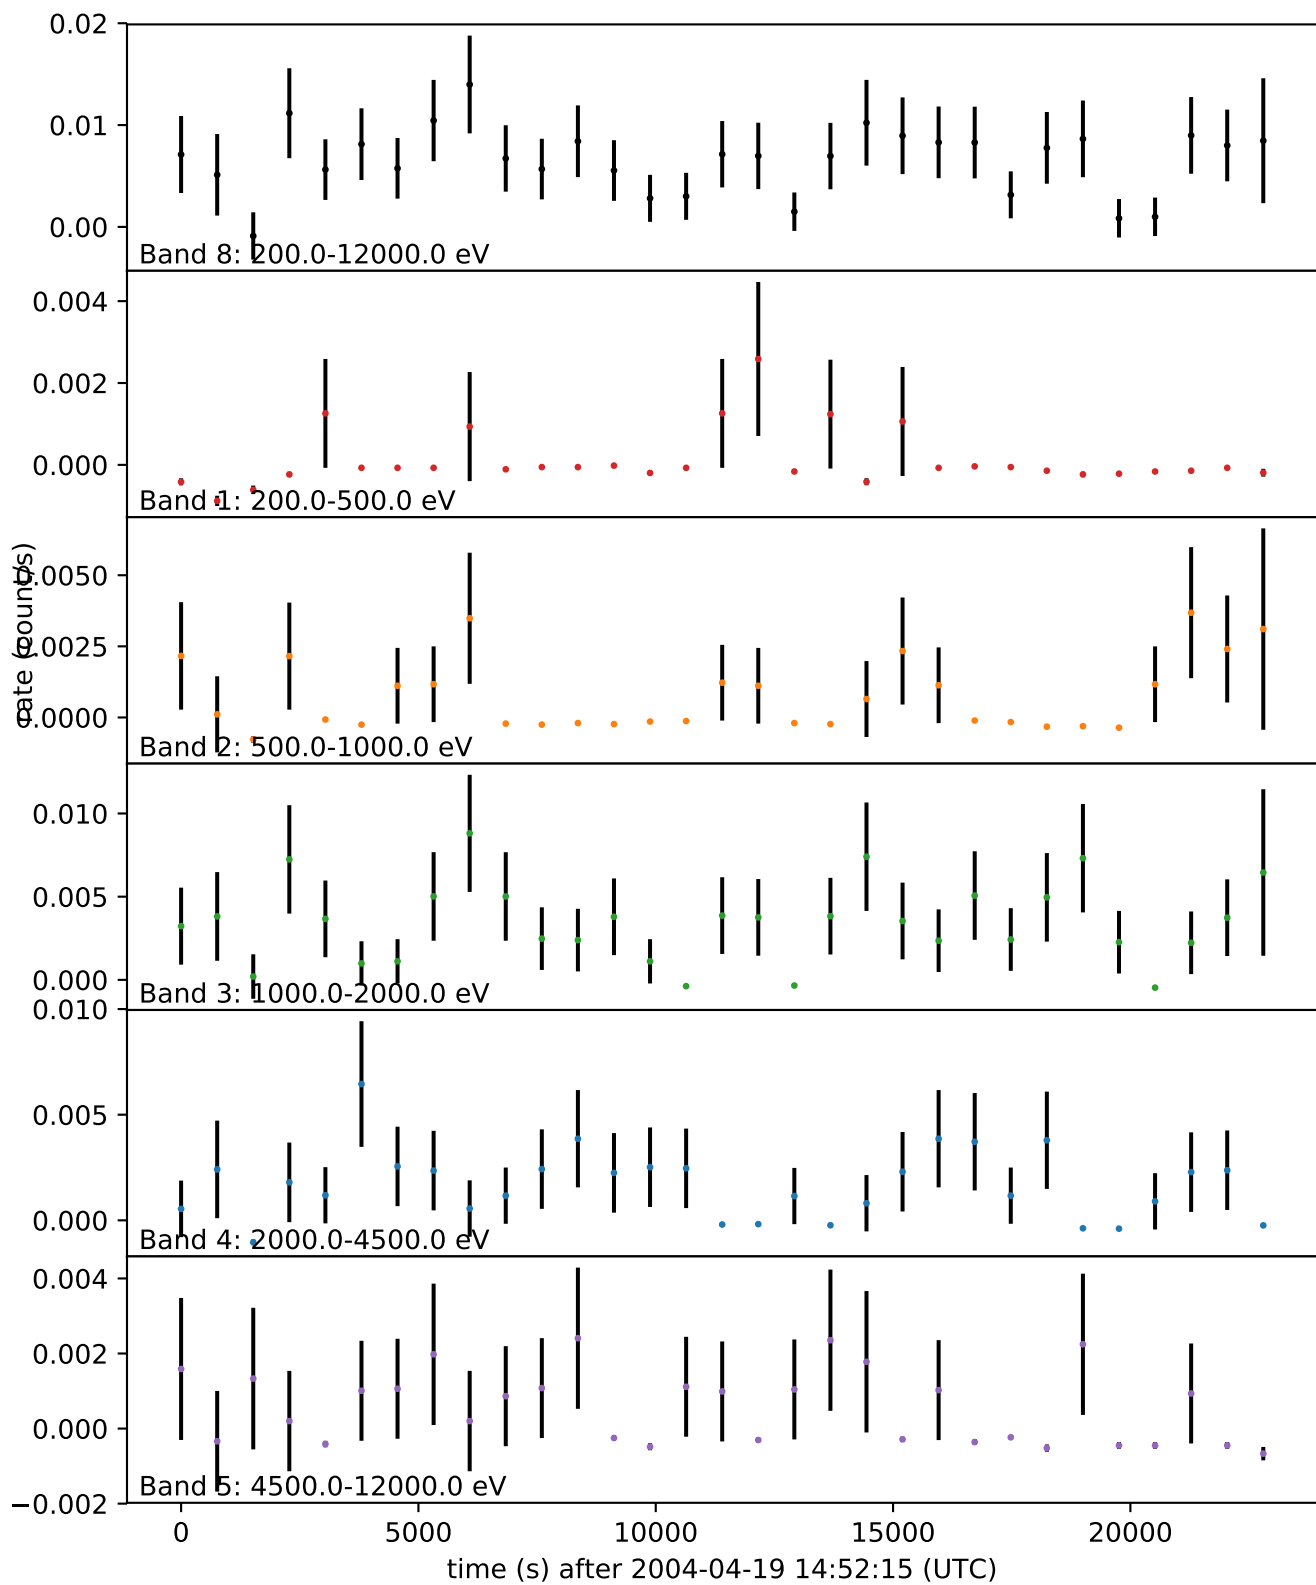 0.02
0.01
0.00
Band 8: 200.0-12000.0 eV
0.004
0.002
0.000
Band 1: 200.0-500.0 eV
rate (count/s)
0.0050
0.0025
0.0000
Band 2: 500.0-1000.0 eV
0.010
0.005
0.000
Band 3: 1000.0-2000.0 eV
0.010
0.005
0.000
Band 4: 2000.0-4500.0 eV
0.004
0.002
0.000
−0.002
Band 5: 4500.0-12000.0 eV
0 5000 10000 15000 20000
time (s) after 2004-04-19 14:52:15 (UTC)